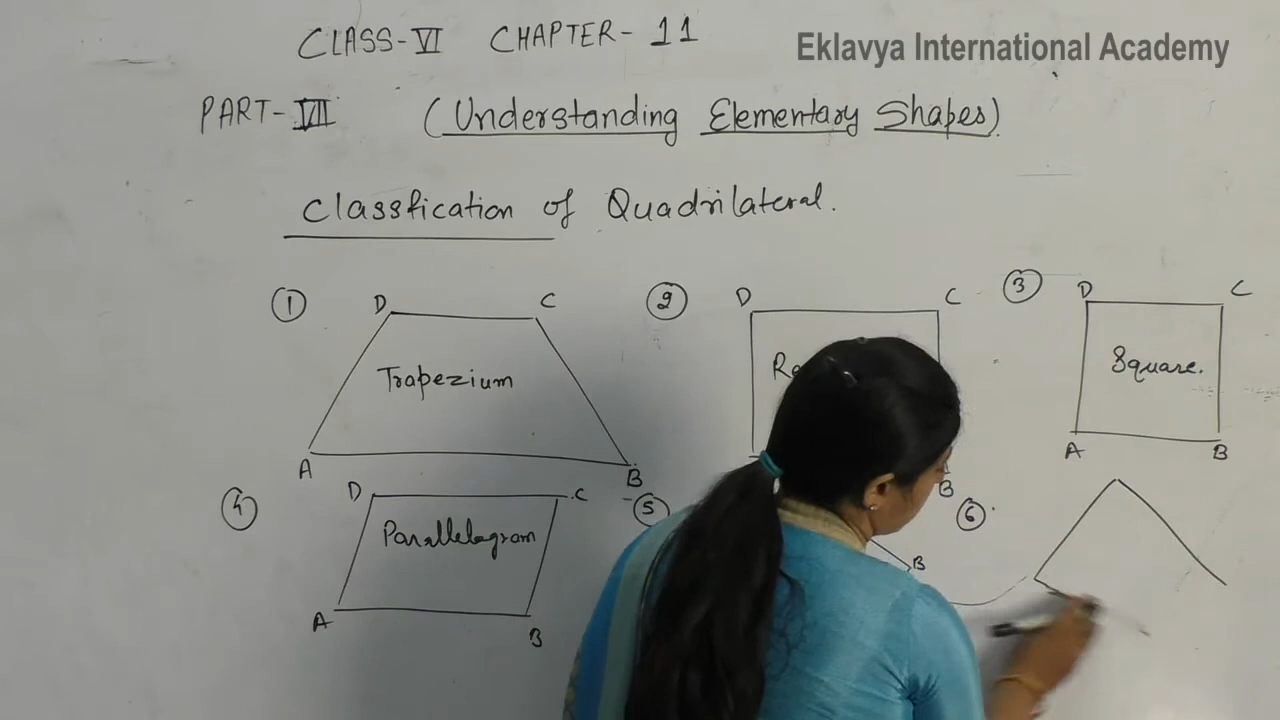 CLASS-VI CHAPTER-11
Eklavya International Academy
PART-VII (Understanding Elementary Shapes)
Classfication of Quadrilateral.
① D C
Trapezium
A B
② D C
B
③ D C
Square.
A B
④ D C
Parallelogram
A B
⑤
B
⑥